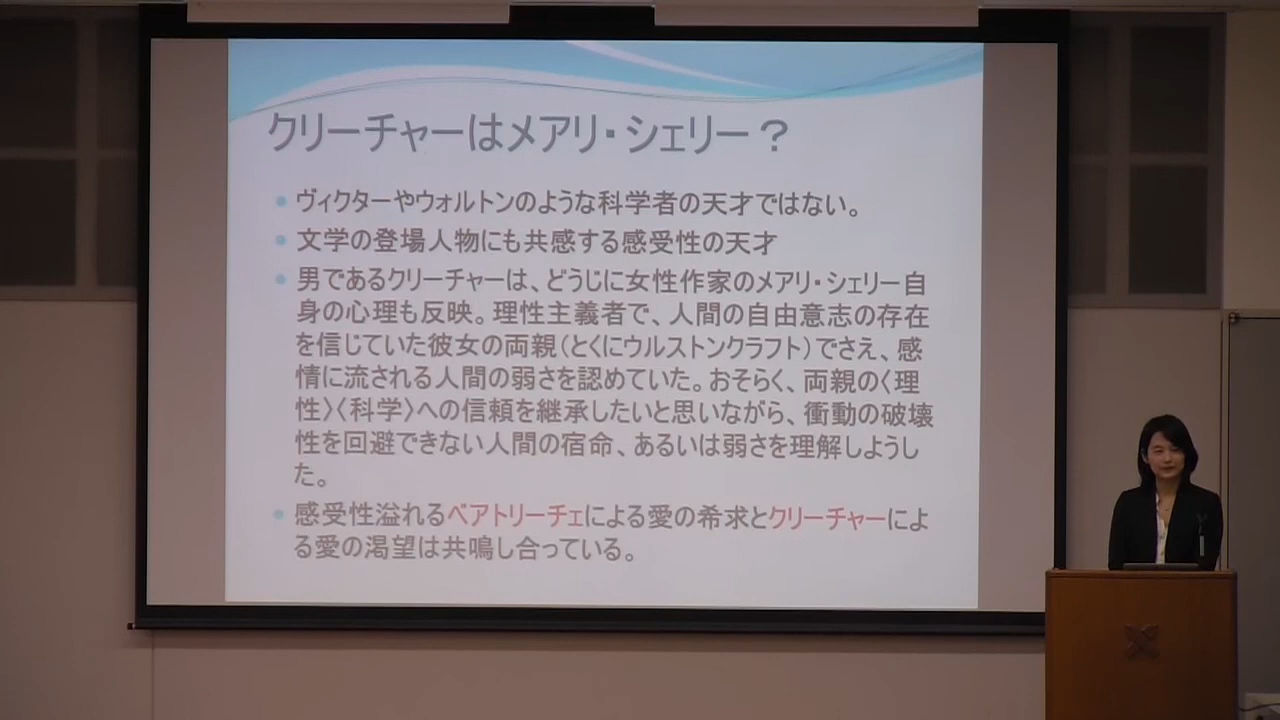 クリーチャーはメアリ・シェリー？
ヴィクターやウォルトンのような科学者の天才ではない。
文学の登場人物にも共感する感受性の天才
男であるクリーチャーは、どうじに女性作家のメアリ・シェリー自
身の心理も反映。理性主義者で、人間の自由意志の存在
を信じていた彼女の両親（とくにウルストンクラフト）でさえ、感
情に流される人間の弱さを認めていた。おそらく、両親の〈理
性〉〈科学〉への信頼を継承したいと思いながら、衝動の破壊
性を回避できない人間の宿命、あるいは弱さを理解しようし
た。
感受性溢れるベアトリーチェによる愛の希求とクリーチャーによ
る愛の渇望は共鳴し合っている。